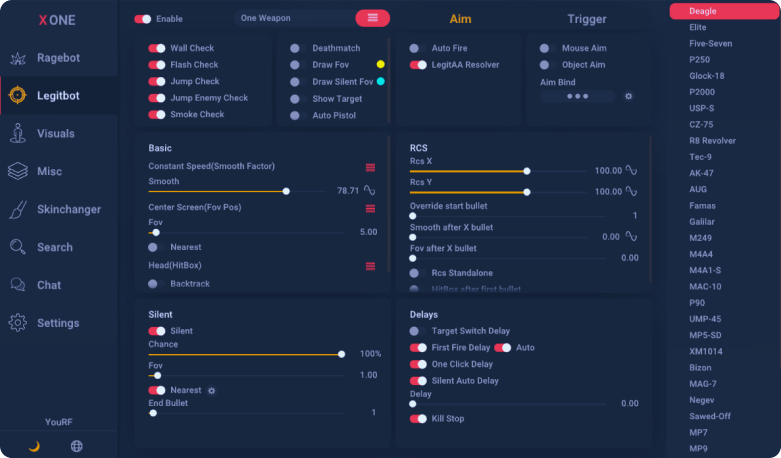 XONE
Ragebot
Legitbot
Visuals
Misc
Skinchanger
Search
Chat
Settings
YouRF
Enable
One Weapon
Aim
Trigger
Wall Check
Flash Check
Jump Check
Jump Enemy Check
Smoke Check
Deathmatch
Draw Fov
Draw Silent Fov
Show Target
Auto Pistol
Auto Fire
LegitAA Resolver
Mouse Aim
Object Aim
Aim Bind
Basic
Constant Speed(Smooth Factor)
Smooth
78.71
Center Screen(Fov Pos)
Fov
5.00
Nearest
Head(HitBox)
Backtrack
RCS
Rcs X
100.00
Rcs Y
100.00
Override start bullet
1
Smooth after X bullet
0.00
Fov after X bullet
0.00
Rcs Standalone
HitBox after first bullet
Silent
Silent
Chance
100%
Fov
1.00
Nearest
End Bullet
1
Delays
Target Switch Delay
First Fire Delay Auto
One Click Delay
Silent Auto Delay
Delay
0.00
Kill Stop
Deagle
Elite
Five-Seven
P250
Glock-18
P2000
USP-S
CZ-75
R8 Revolver
Tec-9
AK-47
AUG
Famas
Galilar
M249
M4A4
M4A1-S
MAC-10
P90
UMP-45
MP5-SD
XM1014
Bizon
MAG-7
Negev
Sawed-Off
MP7
MP9